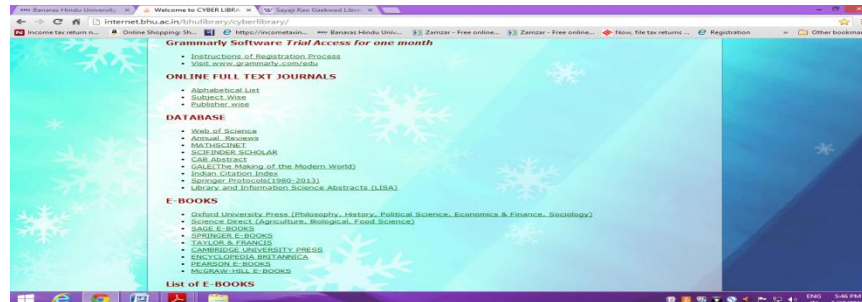 Banaras Hindu University
Welcome to CYBER LIBRA
Sayaji Rao Gaekwad Libra
internet.bhu.ac.in/bhulibrary/cyberlibrary/
Income tax return n... Online Shopping: Sh... https://incometaxin... Banaras Hindu Univ... Zamzar - Free online... Zamzar - Free online... Now, file tax returns ... Registration » Other bookmar
Grammarly Software Trial Access for one month
Instructions of Registration Process
Visit www.grammarly.com/edu
ONLINE FULL TEXT JOURNALS
Alphabetical List
Subject Wise
Publisher wise
DATABASE
Web of Science
Annual Reviews
MATHSCINET
SCIFINDER SCHOLAR
CAB Abstract
GALE(The Making of the Modern World)
Indian Citation Index
Springer Protocols(1980-2013)
Library and Information Science Abstracts (LISA)
E-BOOKS
Oxford University Press (Philosophy, History, Political Science, Economics & Finance, Sociology)
Science Direct (Agriculture, Biological, Food Science)
SAGE E-BOOKS
SPRINGER E-BOOKS
TAYLOR & FRANCIS
CAMBRIDGE UNIVERSITY PRESS
ENCYCLOPEDIA BRITANNICA
PEARSON E-BOOKS
McGRAW-HILL E-BOOKS
List of E-BOOKS
ENG 5:46 PM